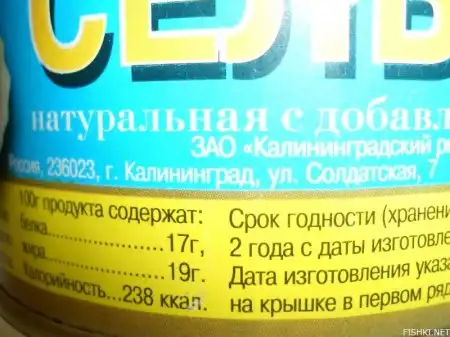 СЕЛЬ
натуральная с добавл
ЗАО «Калининградский р
Россия, 236023, г. Калининград, ул. Солдатская, 7
100г продукта содержат:
белка...............17г,
жира...............19г.
Калорийность...238 ккал.
Срок годности (хранени
2 года с даты изготовле
Дата изготовления указа
на крышке в первом ряд
FISHKI.NET